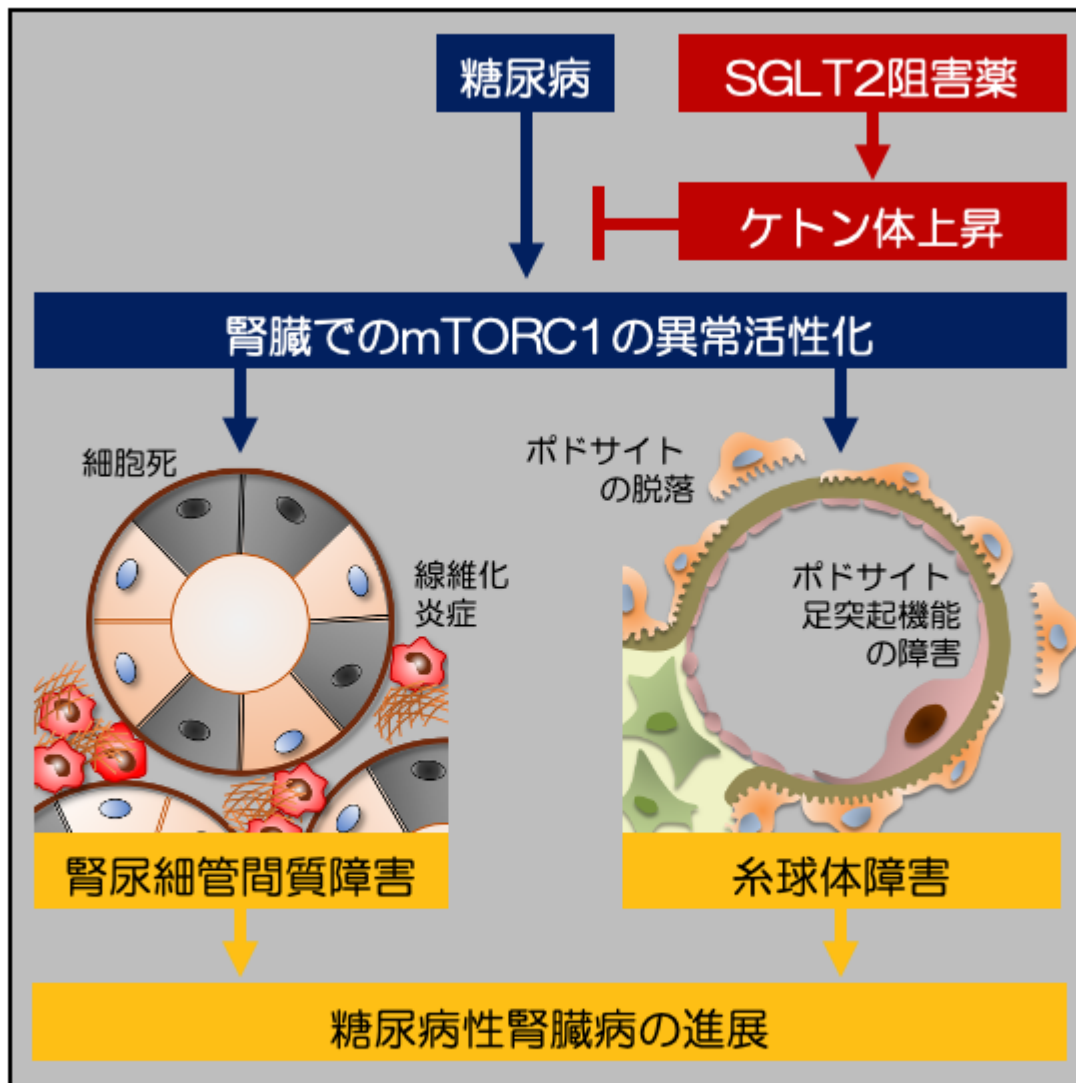 糖尿病
SGLT2阻害薬
ケトン体上昇
腎臓でのmTORC1の異常活性化
細胞死
線維化
炎症
ポドサイト
の脱落
ポドサイト
足突起機能
の障害
腎尿細管間質障害
糸球体障害
糖尿病性腎臓病の進展